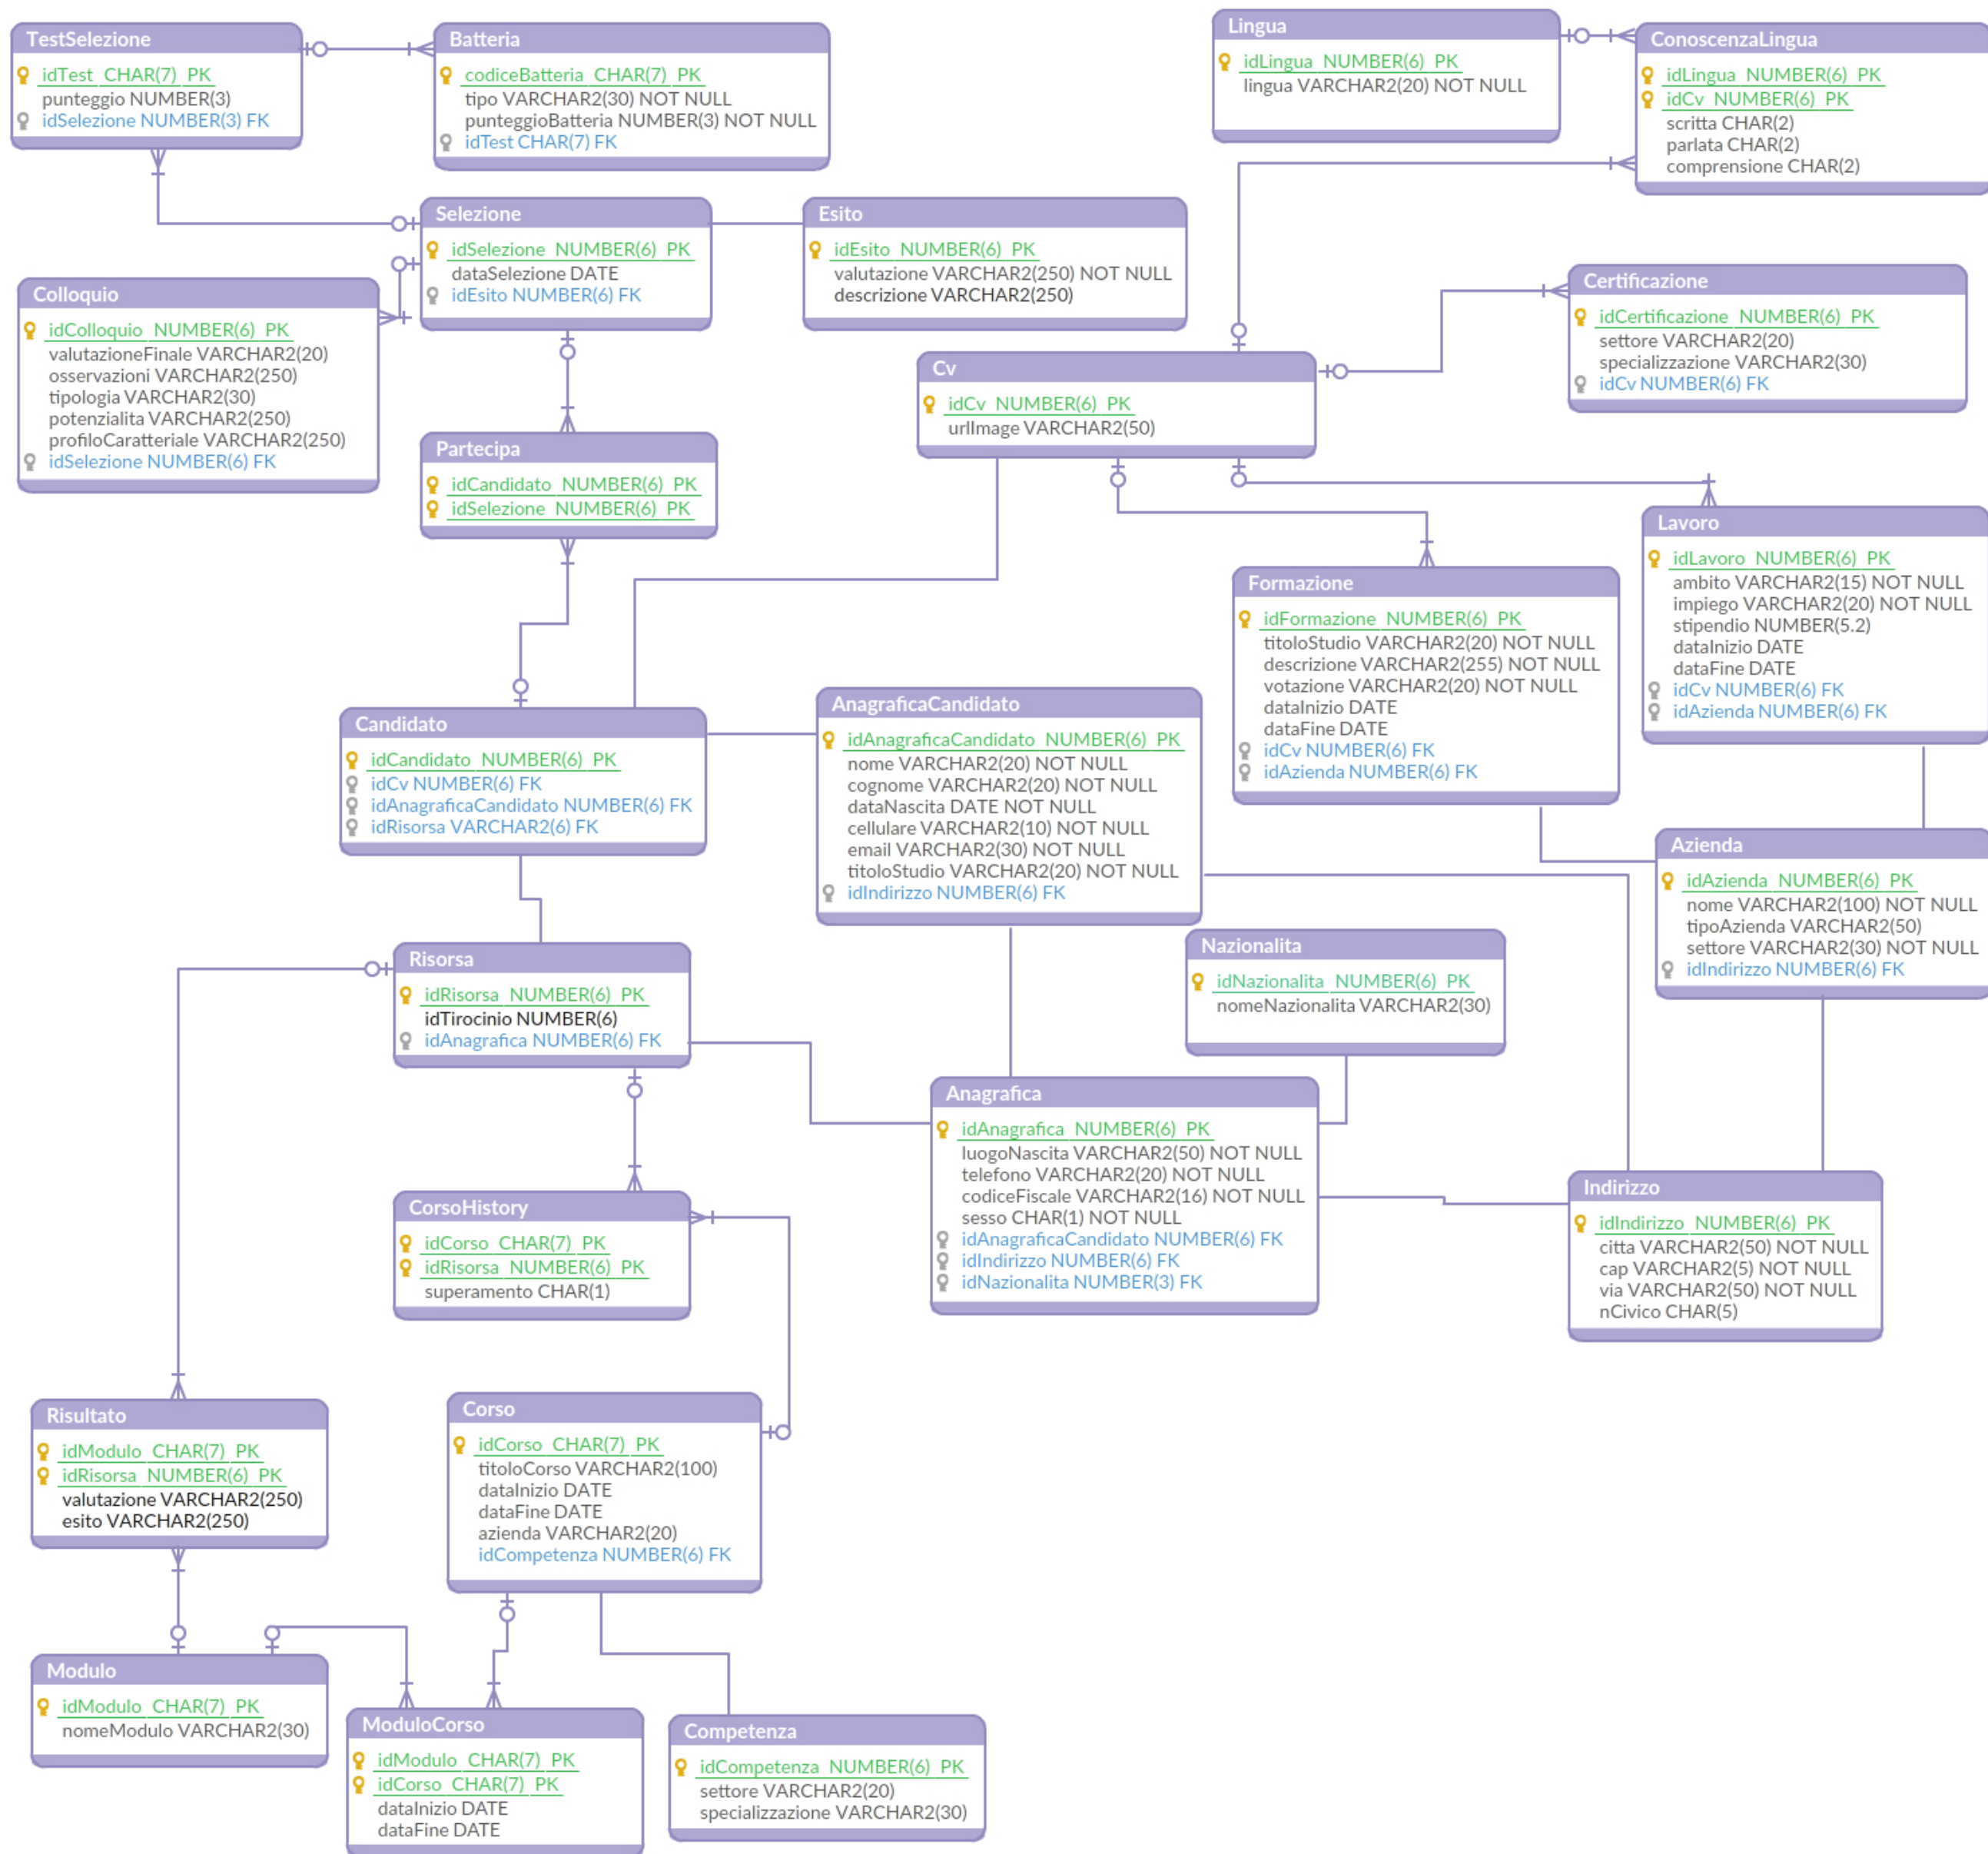 TestSelezione
idTest CHAR(7) PK
punteggio NUMBER(3)
idSelezione NUMBER(3) FK
Batteria
codiceBatteria CHAR(7) PK
tipo VARCHAR2(30) NOT NULL
punteggioBatteria NUMBER(3) NOT NULL
idTest CHAR(7) FK
Lingua
idLingua NUMBER(6) PK
lingua VARCHAR2(20) NOT NULL
ConoscenzaLingua
idLingua NUMBER(6) PK
idCv NUMBER(6) PK
scritta CHAR(2)
parlata CHAR(2)
comprensione CHAR(2)
Selezione
idSelezione NUMBER(6) PK
dataSelezione DATE
idEsito NUMBER(6) FK
Esito
idEsito NUMBER(6) PK
valutazione VARCHAR2(250) NOT NULL
descrizione VARCHAR2(250)
Colloquio
idColloquio NUMBER(6) PK
valutazioneFinale VARCHAR2(20)
osservazioni VARCHAR2(250)
tipologia VARCHAR2(30)
potenzialita VARCHAR2(250)
profiloCaratteriale VARCHAR2(250)
idSelezione NUMBER(6) FK
Certificazione
idCertificazione NUMBER(6) PK
settore VARCHAR2(20)
specializzazione VARCHAR2(30)
idCv NUMBER(6) FK
Cv
idCv NUMBER(6) PK
urlImage VARCHAR2(50)
Partecipa
idCandidato NUMBER(6) PK
idSelezione NUMBER(6) PK
Lavoro
idLavoro NUMBER(6) PK
ambito VARCHAR2(15) NOT NULL
impiego VARCHAR2(20) NOT NULL
stipendio NUMBER(5.2)
dataInizio DATE
dataFine DATE
idCv NUMBER(6) FK
idAzienda NUMBER(6) FK
Formazione
idFormazione NUMBER(6) PK
titoloStudio VARCHAR2(20) NOT NULL
descrizione VARCHAR2(255) NOT NULL
votazione VARCHAR2(20) NOT NULL
dataInizio DATE
dataFine DATE
idCv NUMBER(6) FK
idAzienda NUMBER(6) FK
Candidato
idCandidato NUMBER(6) PK
idCv NUMBER(6) FK
idAnagraficaCandidato NUMBER(6) FK
idRisorsa VARCHAR2(6) FK
AnagraficaCandidato
idAnagraficaCandidato NUMBER(6) PK
nome VARCHAR2(20) NOT NULL
cognome VARCHAR2(20) NOT NULL
dataNascita DATE NOT NULL
cellulare VARCHAR2(10) NOT NULL
email VARCHAR2(30) NOT NULL
titoloStudio VARCHAR2(20) NOT NULL
idIndirizzo NUMBER(6) FK
Azienda
idAzienda NUMBER(6) PK
nome VARCHAR2(100) NOT NULL
tipoAzienda VARCHAR2(50)
settore VARCHAR2(30) NOT NULL
idIndirizzo NUMBER(6) FK
Risorsa
idRisorsa NUMBER(6) PK
idTirocinio NUMBER(6)
idAnagrafica NUMBER(6) FK
Nazionalita
idNazionalita NUMBER(6) PK
nomeNazionalita VARCHAR2(30)
Anagrafica
idAnagrafica NUMBER(6) PK
luogoNascita VARCHAR2(50) NOT NULL
telefono VARCHAR2(20) NOT NULL
codiceFiscale VARCHAR2(16) NOT NULL
sesso CHAR(1) NOT NULL
idAnagraficaCandidato NUMBER(6) FK
idIndirizzo NUMBER(6) FK
idNazionalita NUMBER(3) FK
Indirizzo
idIndirizzo NUMBER(6) PK
citta VARCHAR2(50) NOT NULL
cap VARCHAR2(5) NOT NULL
via VARCHAR2(50) NOT NULL
nCivico CHAR(5)
CorsoHistory
idCorso CHAR(7) PK
idRisorsa NUMBER(6) PK
superamento CHAR(1)
Risultato
idModulo CHAR(7) PK
idRisorsa NUMBER(6) PK
valutazione VARCHAR2(250)
esito VARCHAR2(250)
Corso
idCorso CHAR(7) PK
titoloCorso VARCHAR2(100)
dataInizio DATE
dataFine DATE
azienda VARCHAR2(20)
idCompetenza NUMBER(6) FK
Modulo
idModulo CHAR(7) PK
nomeModulo VARCHAR2(30)
ModuloCorso
idModulo CHAR(7) PK
idCorso CHAR(7) PK
dataInizio DATE
dataFine DATE
Competenza
idCompetenza NUMBER(6) PK
settore VARCHAR2(20)
specializzazione VARCHAR2(30)